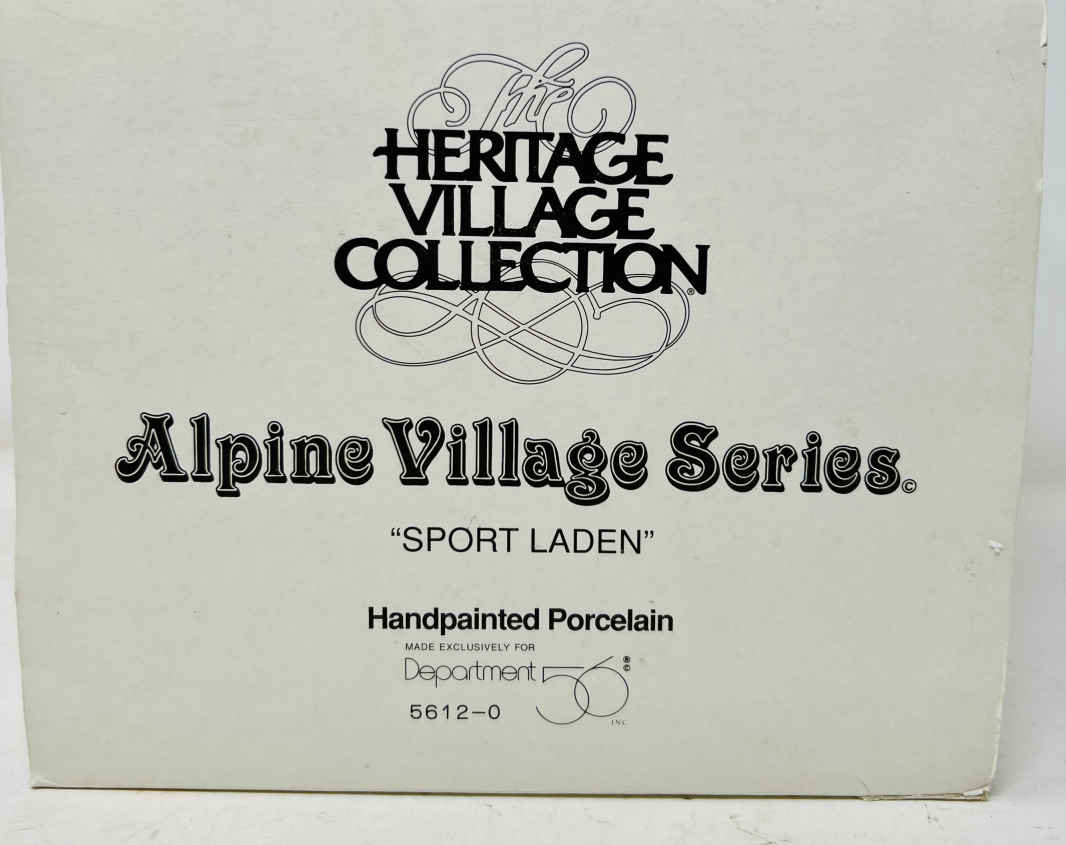 The
HERITAGE
VILLAGE
COLLECTION®
Alpine Village Series©
“SPORT LADEN”
Handpainted Porcelain
MADE EXCLUSIVELY FOR
Department 56®©
INC
5612-0